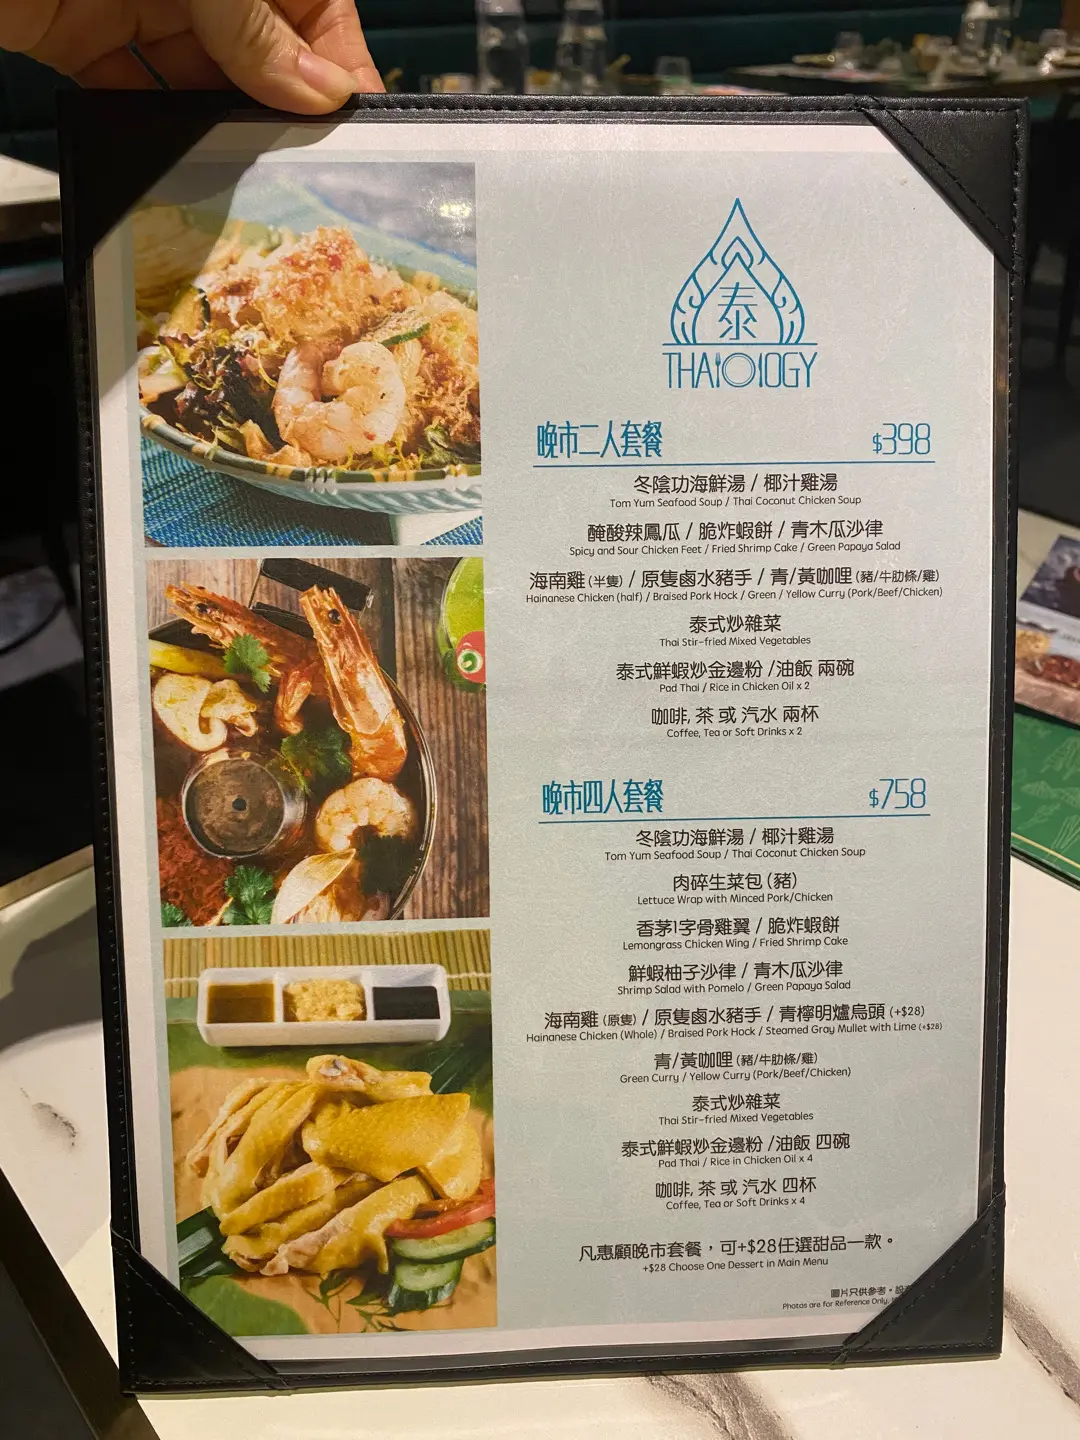 泰
THAIOLOGY
晚市二人套餐 $398
冬陰功海鮮湯 / 椰汁雞湯
Tom Yum Seafood Soup / Thai Coconut Chicken Soup
醃酸辣鳳瓜 / 脆炸蝦餅 / 青木瓜沙律
Spicy and Sour Chicken Feet / Fried Shrimp Cake / Green Papaya Salad
海南雞 (半隻) / 原隻鹵水豬手 / 青/黃咖哩 (豬/牛肋條/雞)
Hainanese Chicken (half) / Braised Pork Hock / Green / Yellow Curry (Pork/Beef/Chicken)
泰式炒雜菜
Thai Stir-fried Mixed Vegetables
泰式鮮蝦炒金邊粉 /油飯 兩碗
Pad Thai / Rice in Chicken Oil x 2
咖啡, 茶 或 汽水 兩杯
Coffee, Tea or Soft Drinks x 2
晚市四人套餐 $758
冬陰功海鮮湯 / 椰汁雞湯
Tom Yum Seafood Soup / Thai Coconut Chicken Soup
肉碎生菜包 (豬)
Lettuce Wrap with Minced Pork/Chicken
香茅1字骨雞翼 / 脆炸蝦餅
Lemongrass Chicken Wing / Fried Shrimp Cake
鮮蝦柚子沙律 / 青木瓜沙律
Shrimp Salad with Pomelo / Green Papaya Salad
海南雞 (原隻) / 原隻鹵水豬手 / 青檸明爐烏頭 (+$28)
Hainanese Chicken (Whole) / Braised Pork Hock / Steamed Gray Mullet with Lime (+$28)
青/黃咖哩 (豬/牛肋條/雞)
Green Curry / Yellow Curry (Pork/Beef/Chicken)
泰式炒雜菜
Thai Stir-fried Mixed Vegetables
泰式鮮蝦炒金邊粉 /油飯 四碗
Pad Thai / Rice in Chicken Oil x 4
咖啡, 茶 或 汽水 四杯
Coffee, Tea or Soft Drinks x 4
凡惠顧晚市套餐，可+$28任選甜品一款。
+$28 Choose One Dessert in Main Menu
圖片只供參考。
Photos are for Reference Only.